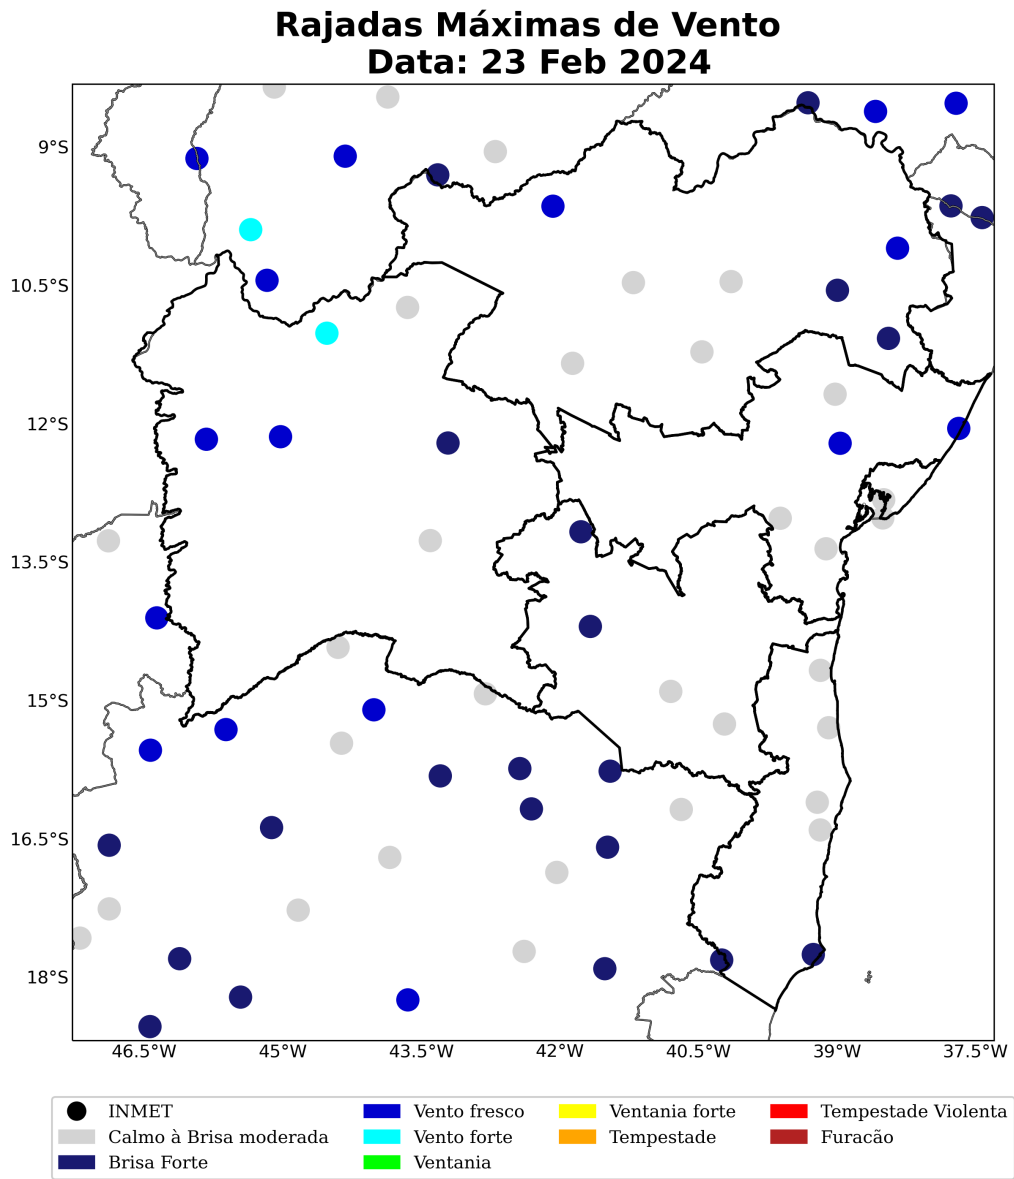 Rajadas Máximas de Vento
Data: 23 Feb 2024
9°S
10.5°S
12°S
13.5°S
15°S
16.5°S
18°S
46.5°W 45°W 43.5°W 42°W 40.5°W 39°W 37.5°W
INMET Vento fresco Ventania forte Tempestade Violenta
Calmo à Brisa moderada Vento forte Tempestade Furacão
Brisa Forte Ventania